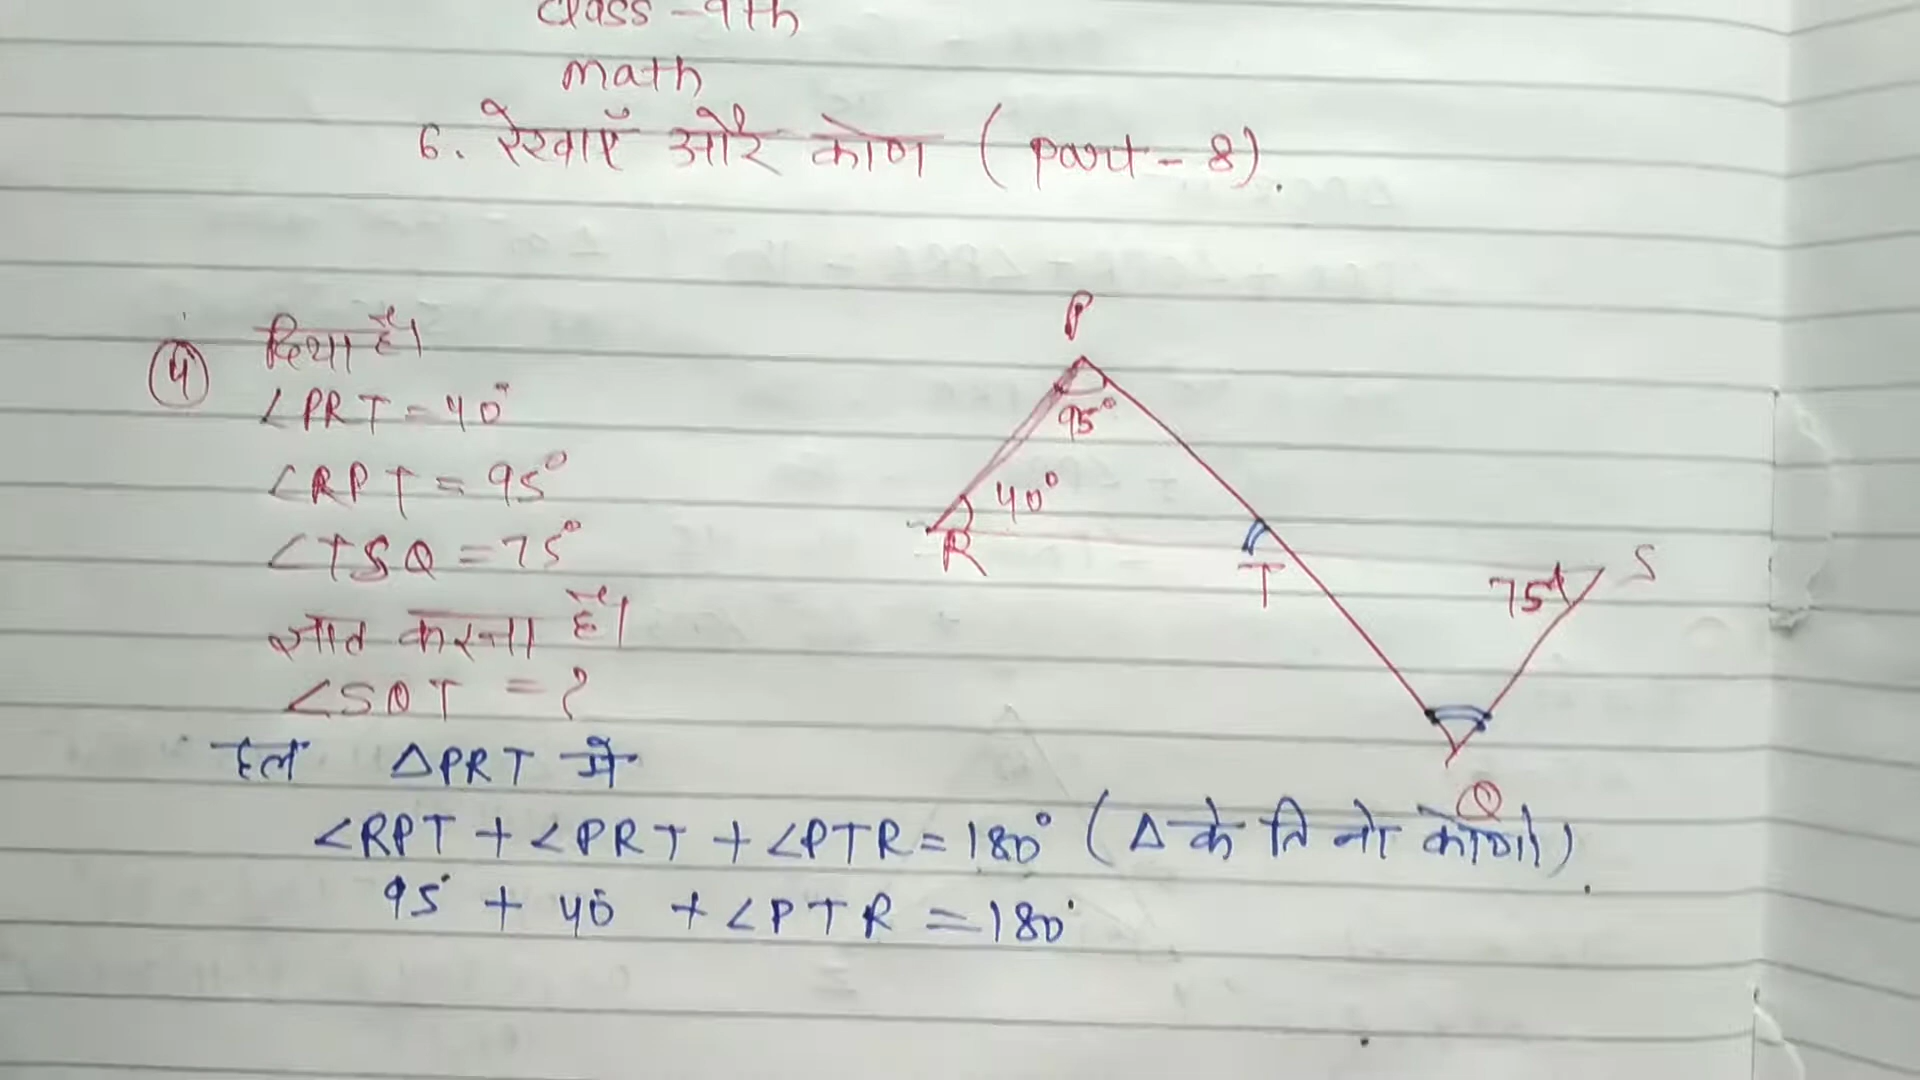 class - 9th
math
6. रेखाएँ और कोण ( part - 8).
④ दिया है।
∠PRT = 40°
∠RPT = 95°
∠TSQ = 75°
ज्ञात करना है।
∠SQT = ?
P
95°
40°
R
T
75°
S
Q
हल ΔPRT में
∠RPT + ∠PRT + ∠PTR = 180° ( Δ के तिनो कोणो)
95° + 40° + ∠PTR = 180°